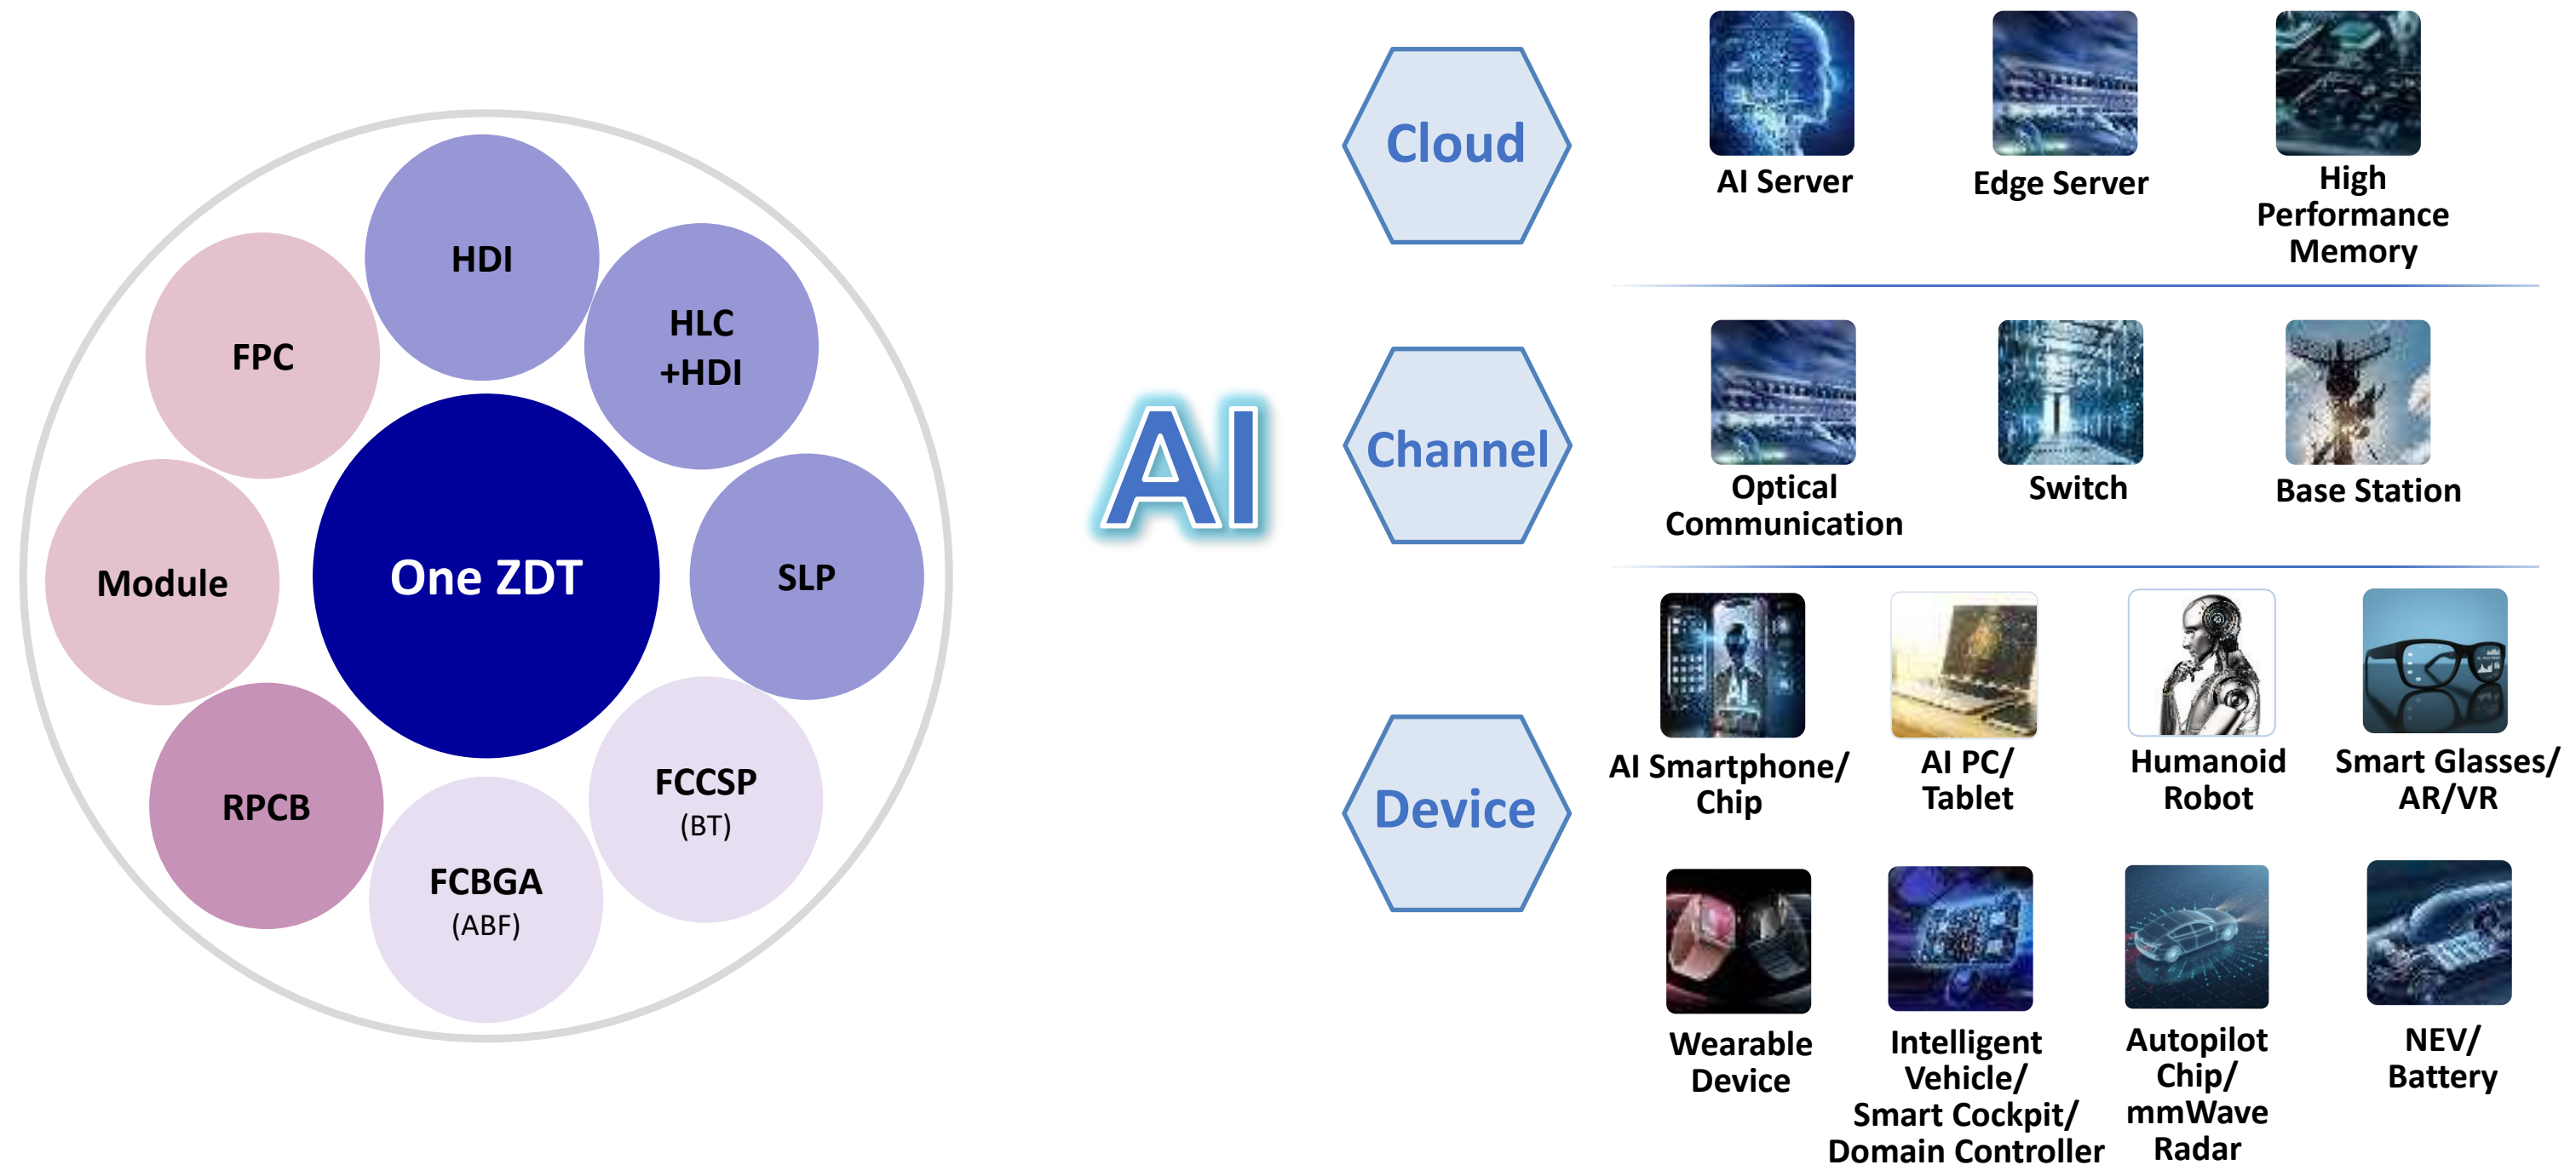 HDI
HLC
+HDI
FPC
SLP
Module
One ZDT
RPCB
FCCSP
(BT)
FCBGA
(ABF)
AI
Cloud
AI Server
Edge Server
High
Performance
Memory
Channel
Optical
Communication
Switch
Base Station
Device
AI
AI Smartphone/
Chip
AI PC/
Tablet
Humanoid
Robot
Smart Glasses/
AR/VR
Wearable
Device
Intelligent
Vehicle/
Smart Cockpit/
Domain Controller
Autopilot
Chip/
mmWave
Radar
NEV/
Battery